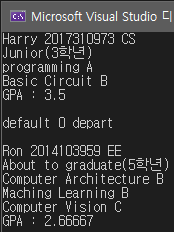 Microsoft Visual Studio 디
Harry 2017310973 CS
Junior(3학년)
programming A
Basic Circuit B
GPA : 3.5
default 0 depart
Ron 2014103959 EE
About to graduate(5학년)
Computer Architecture B
Maching Learning B
Computer Vision C
GPA : 2.66667